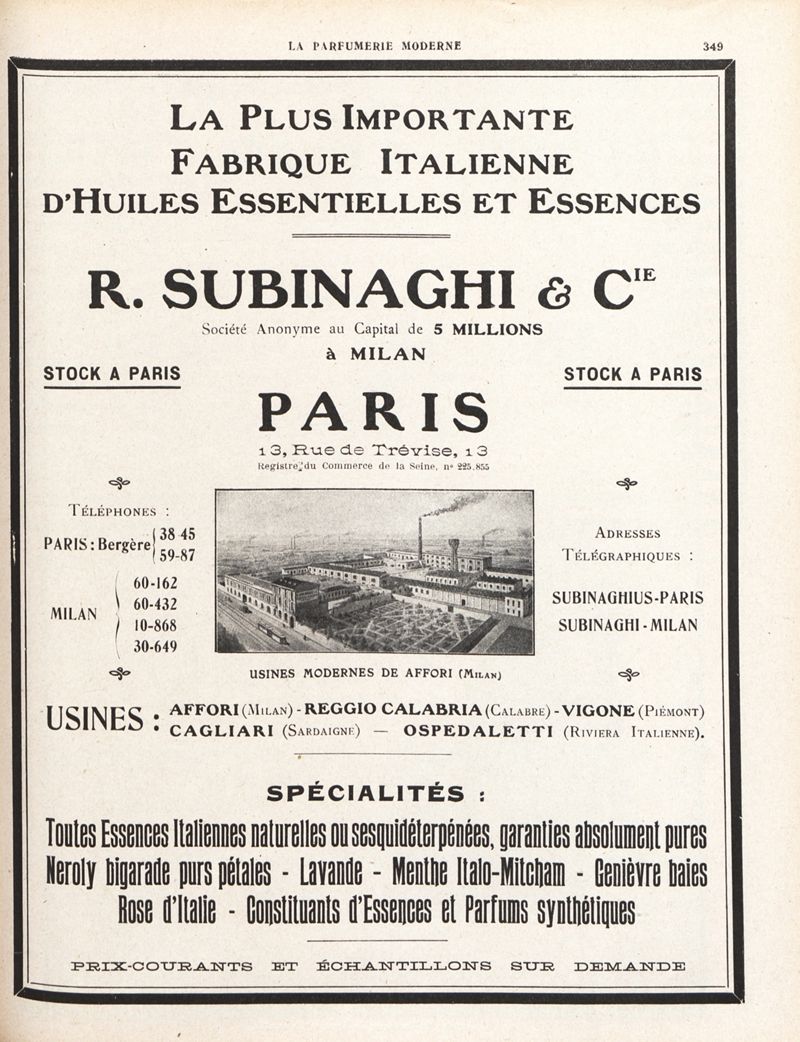 LA PARFUMERIE MODERNE 349
LA PLUS IMPORTANTE
FABRIQUE ITALIENNE
D'HUILES ESSENTIELLES ET ESSENCES
R. SUBINAGHI & CIE
Société Anonyme au Capital de 5 MILLIONS
à MILAN
STOCK A PARIS
STOCK A PARIS
PARIS
13, Rue de Trévise, 13
Registre du Commerce de la Seine, nº 225.855
TÉLÉPHONES :
PARIS : Bergère 38 45
59-87
MILAN
60-162
60-432
10-868
30-649
ADRESSES
TÉLÉGRAPHIQUES :
SUBINAGHIUS-PARIS
SUBINAGHI-MILAN
USINES MODERNES DE AFFORI (MILAN)
USINES : AFFORI (MILAN) - REGGIO CALABRIA (CALABRE) - VIGONE (PIÉMONT)
CAGLIARI (SARDAIGNE) — OSPEDALETTI (RIVIERA ITALIENNE).
SPÉCIALITÉS :
Toutes Essences Italiennes naturelles ou sesquidéterpénées, garanties absolument pures
Neroly bigarade purs pétales - Lavande - Menthe Italo-Mitcham - Genièvre baies
Rose d'Italie - Constituants d'Essences et Parfums synthétiques
PRIX-COURANTS ET ÉCHANTILLONS SUR DEMANDE